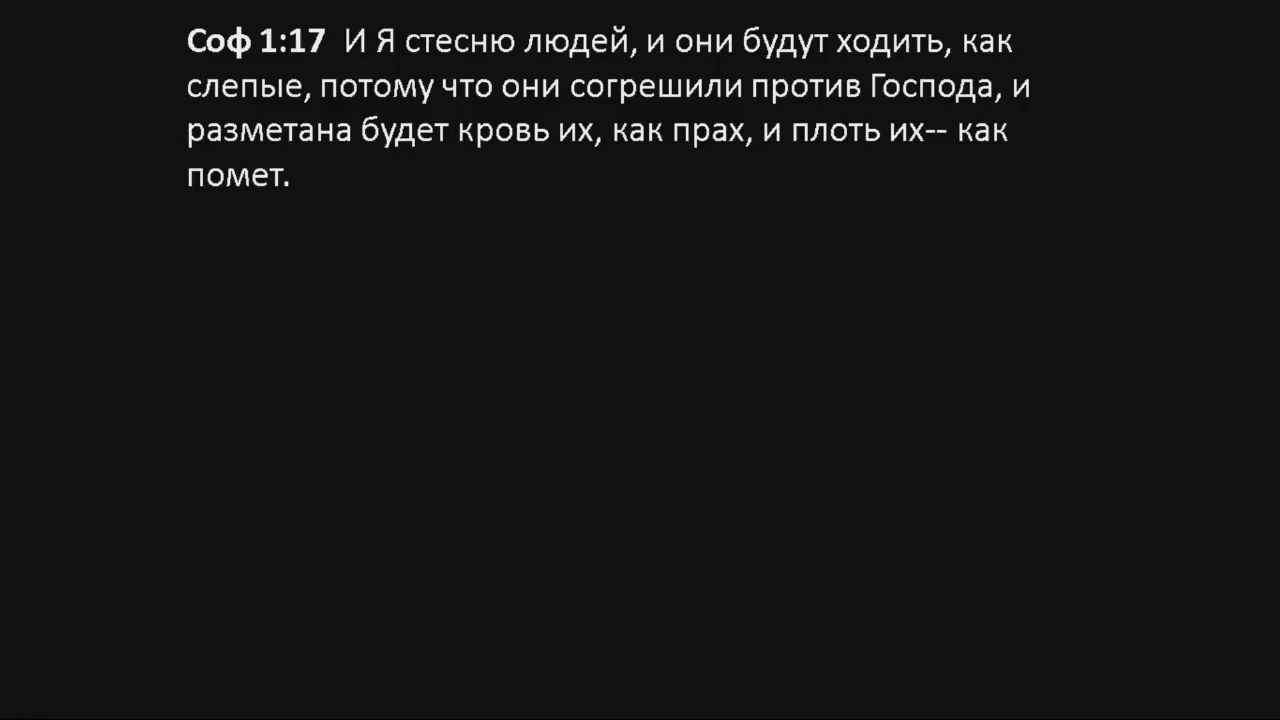 Соф 1:17 И Я стесню людей, и они будут ходить, как
слепые, потому что они согрешили против Господа, и
разметана будет кровь их, как прах, и плоть их-- как
помет.